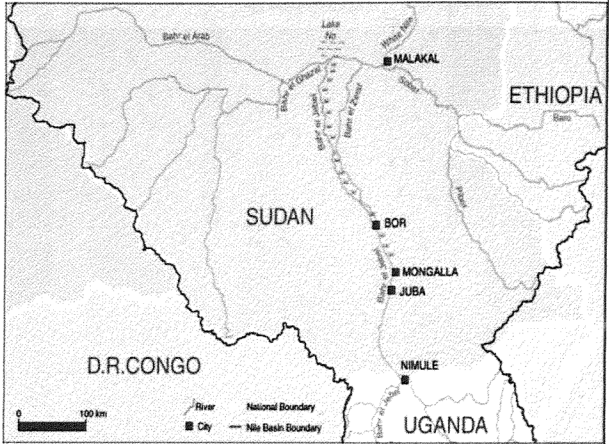 Bahr el Arab
Lake
No
White Nile
MALAKAL
Bahr el Ghazal
Sobat
ETHIOPIA
Bahr el Jebel
Bahr el Zeraf
Baro
Pibor
SUDAN
BOR
Bahr el Jebel
MONGALLA
JUBA
D.R.CONGO
NIMULE
Bahr el Jebel
UGANDA
0 100 km
River National Boundary
City Nile Basin Boundary